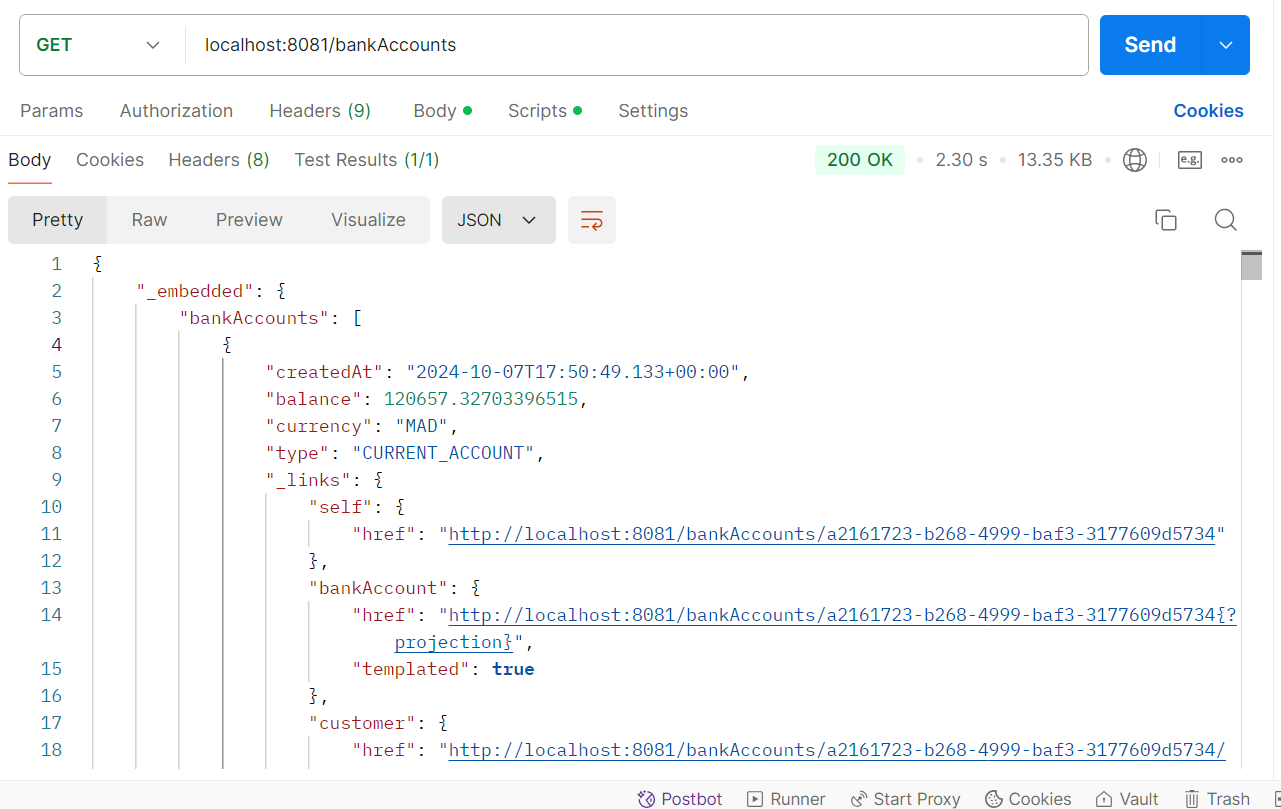 GET localhost:8081/bankAccounts Send
Params Authorization Headers (9) Body Scripts Settings Cookies
Body Cookies Headers (8) Test Results (1/1) 200 OK 2.30 s 13.35 KB e.g.
Pretty Raw Preview Visualize JSON
1 {
2 "_embedded": {
3 "bankAccounts": [
4 {
5 "createdAt": "2024-10-07T17:50:49.133+00:00",
6 "balance": 120657.32703396515,
7 "currency": "MAD",
8 "type": "CURRENT_ACCOUNT",
9 "_links": {
10 "self": {
11 "href": "http://localhost:8081/bankAccounts/a2161723-b268-4999-baf3-3177609d5734"
12 },
13 "bankAccount": {
14 "href": "http://localhost:8081/bankAccounts/a2161723-b268-4999-baf3-3177609d5734{?
projection}",
15 "templated": true
16 },
17 "customer": {
18 "href": "http://localhost:8081/bankAccounts/a2161723-b268-4999-baf3-3177609d5734/
Postbot Runner Start Proxy Cookies Vault Trash